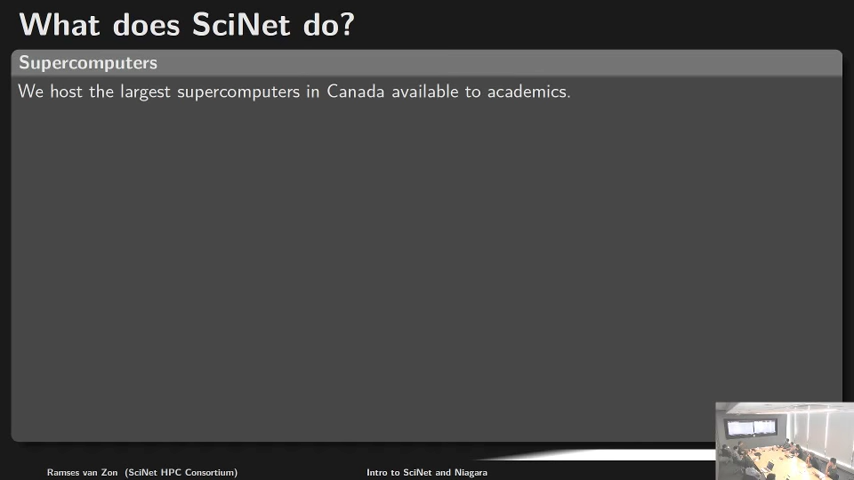 What does SciNet do?
Supercomputers
We host the largest supercomputers in Canada available to academics.
Ramses van Zon (SciNet HPC Consortium)
Intro to SciNet and Niagara